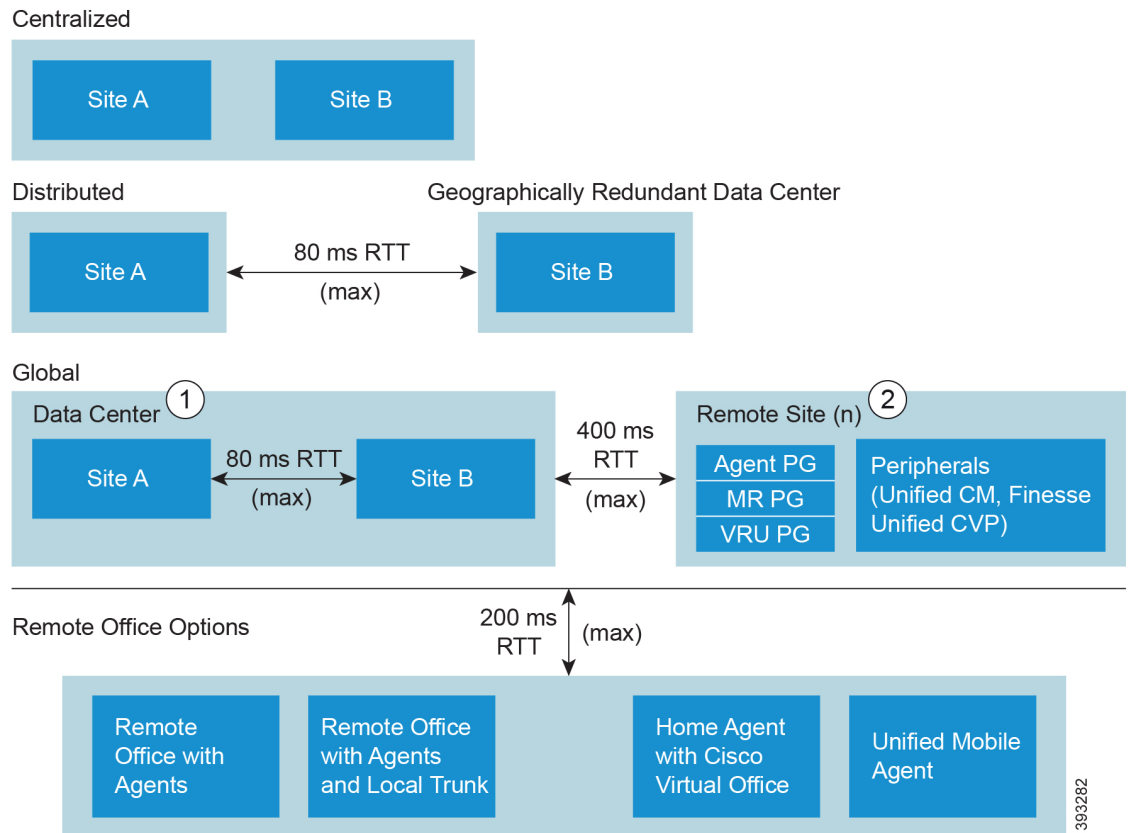 Centralized
Site A
Site B
Distributed
Geographically Redundant Data Center
Site A
80 ms RTT
(max)
Site B
Global
Data Center
1
Site A
80 ms RTT
(max)
Site B
400 ms
RTT
(max)
Remote Site (n)
2
Agent PG
MR PG
VRU PG
Peripherals
(Unified CM, Finesse
Unified CVP)
Remote Office Options
200 ms
RTT
(max)
Remote
Office with
Agents
Remote Office
with Agents
and Local Trunk
Home Agent
with Cisco
Virtual Office
Unified Mobile
Agent
393282